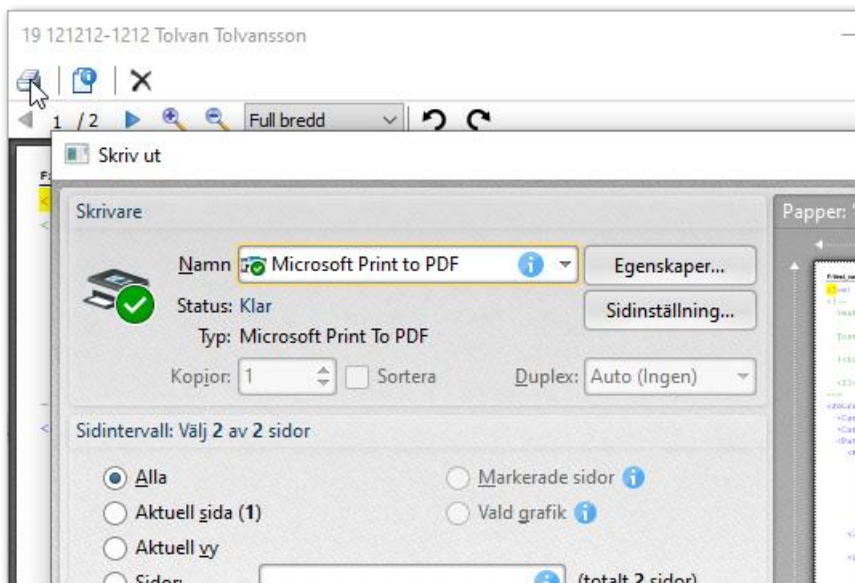 19 121212-1212 Tolvan Tolvansson
1 / 2 Full bredd
Skriv ut
Skrivare
Papper:
Namn Microsoft Print to PDF Egenskaper...
Status: Klar Sidinställning...
Typ: Microsoft Print To PDF
Kopior: 1 Sortera Duplex: Auto (Ingen)
Sidintervall: Välj 2 av 2 sidor
Alla Markerade sidor
Aktuell sida (1) Vald grafik
Aktuell vy
Sidor: (totalt 2 sidor)